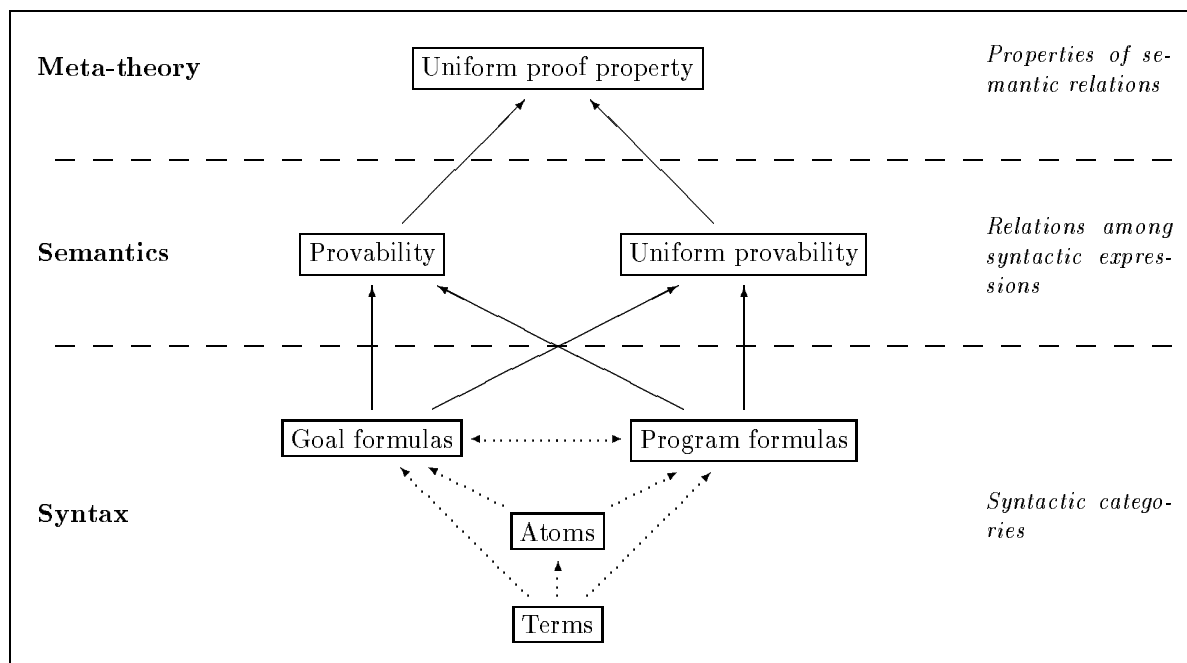 Meta-theory
Uniform proof property
Properties of se-
mantic relations
Semantics
Provability
Uniform provability
Relations among
syntactic expres-
sions
Goal formulas
Program formulas
Syntax
Atoms
Syntactic catego-
ries
Terms